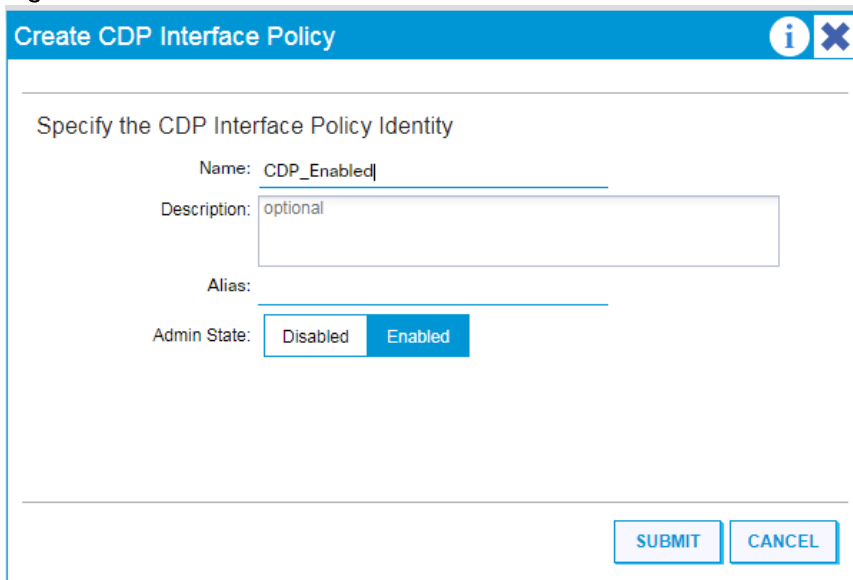 Create CDP Interface Policy
i
Specify the CDP Interface Policy Identity
Name: CDP_Enabled
Description: optional
Alias:
Admin State: Disabled Enabled
SUBMIT CANCEL